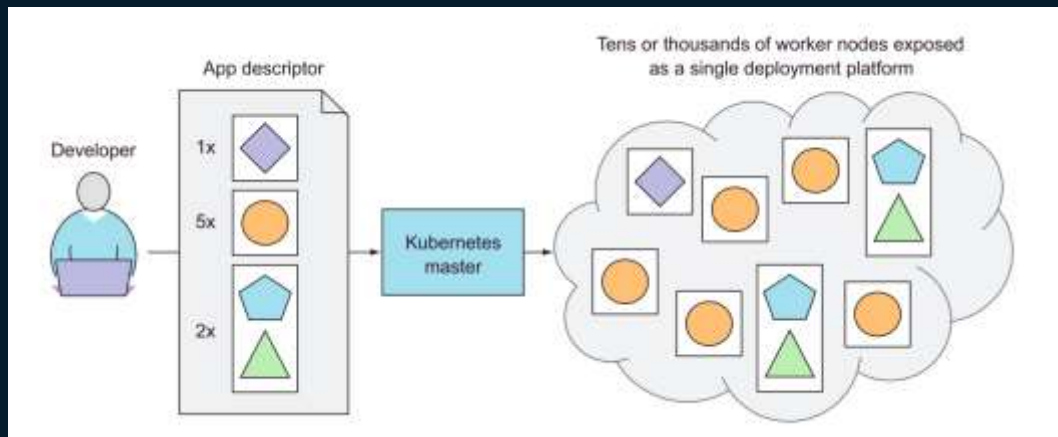 Developer
App descriptor
1x
5x
2x
Kubernetes
master
Tens or thousands of worker nodes exposed
as a single deployment platform